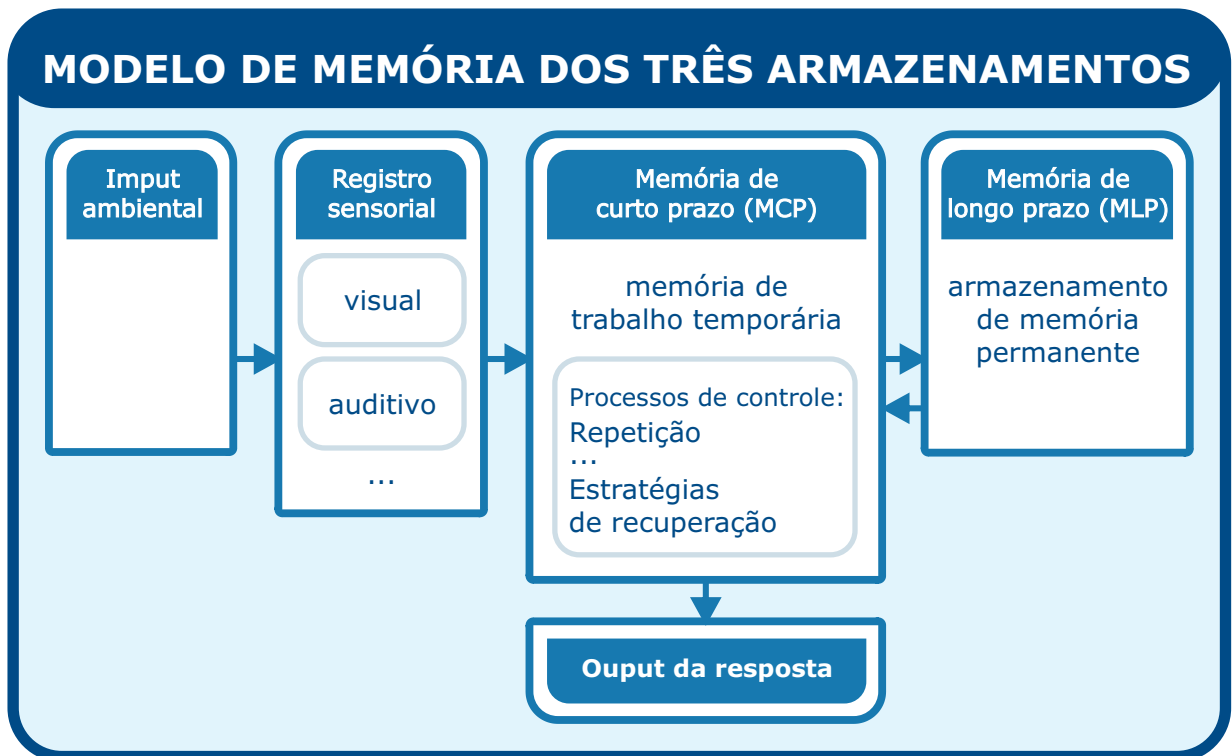 MODELO DE MEMÓRIA DOS TRÊS ARMAZENAMENTOS
Imput
ambiental
Registro
sensorial
visual
auditivo
...
Memória de
curto prazo (MCP)
memória de
trabalho temporária
Processos de controle:
Repetição
...
Estratégias
de recuperação
Memória de
longo prazo (MLP)
armazenamento
de memória
permanente
Ouput da resposta